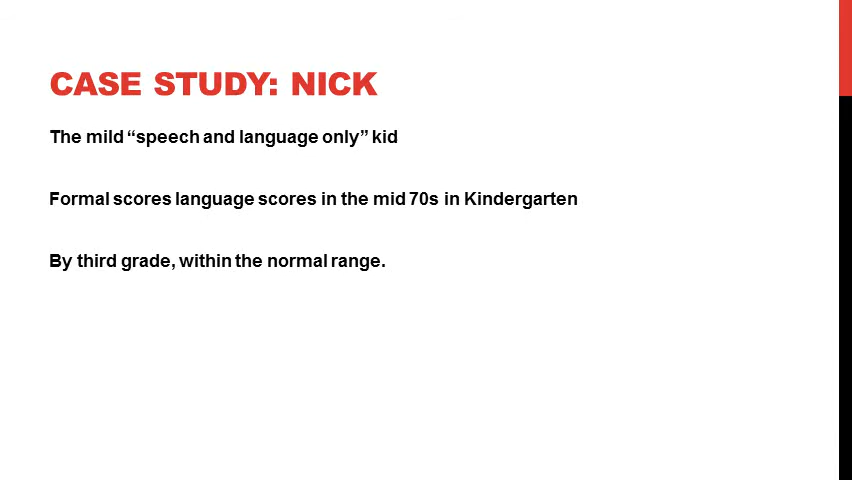 CASE STUDY: NICK
The mild “speech and language only” kid
Formal scores language scores in the mid 70s in Kindergarten
By third grade, within the normal range.